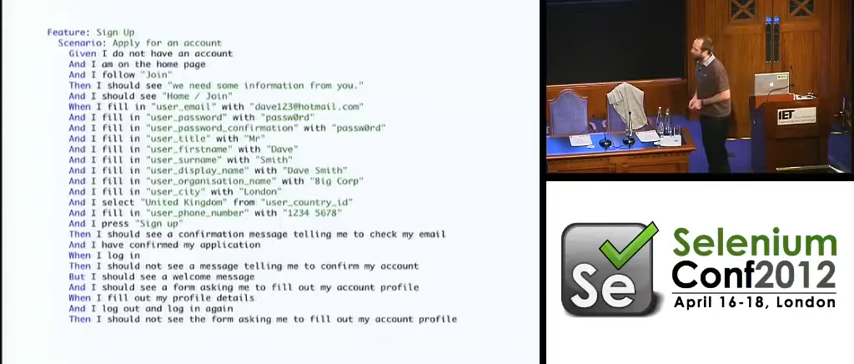 Feature: Sign Up
Scenario: Apply for an account
Given I do not have an account
And I am on the home page
And I follow "Join"
Then I should see "we need some information from you."
And I should see "Home / Join"
When I fill in "user_email" with "dave123@hotmail.com"
And I fill in "user_password" with "passw0rd"
And I fill in "user_password_confirmation" with "passw0rd"
And I fill in "user_title" with "Mr"
And I fill in "user_firstname" with "Dave"
And I fill in "user_surname" with "Smith"
And I fill in "user_display_name" with "Dave Smith"
And I fill in "user_organisation_name" with "Big Corp"
And I fill in "user_city" with "London"
And I select "United Kingdom" from "user_country_id"
And I fill in "user_phone_number" with "1234 5678"
And I press "Sign up"
Then I should see a confirmation message telling me to check my email
And I have confirmed my application
When I log in
Then I should not see a message telling me to confirm my account
But I should see a welcome message
And I should see a form asking me to fill out my account profile
When I fill out my profile details
And I log out and log in again
Then I should not see the form asking me to fill out my account profile
IET
Se
Selenium
Conf2012
April 16-18, London